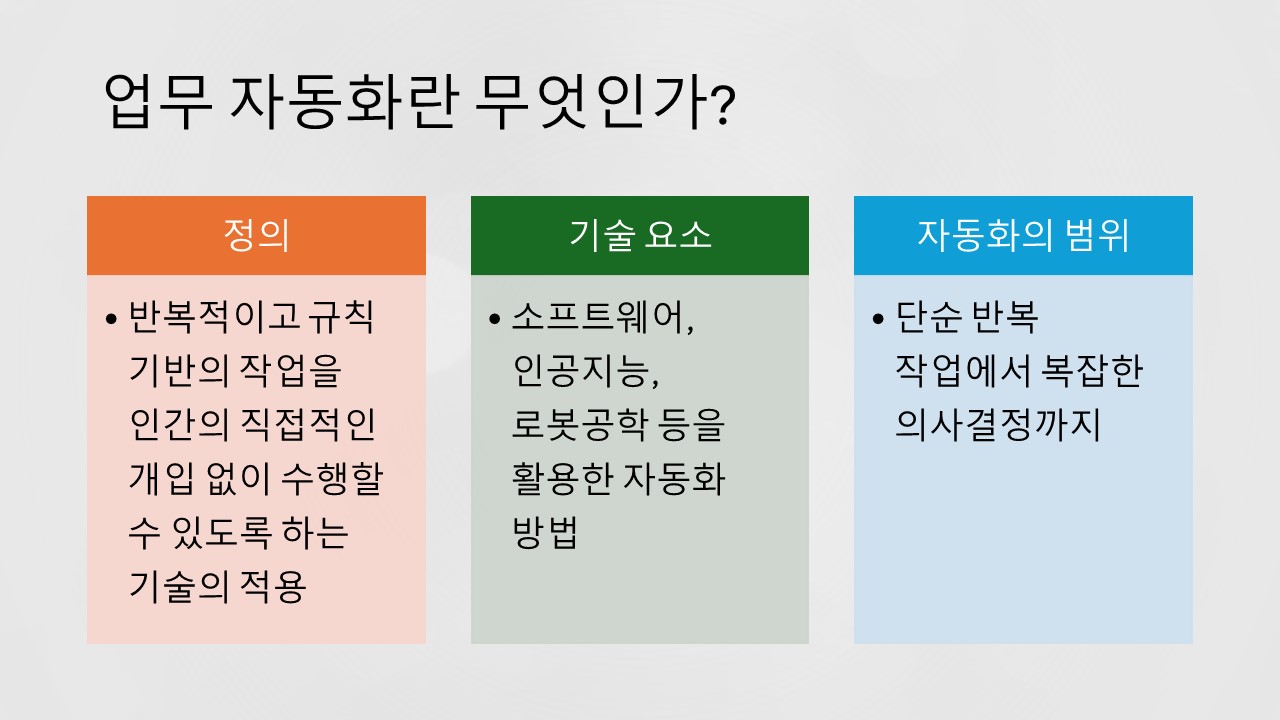 업무 자동화란 무엇인가?
정의
• 반복적이고 규칙
기반의 작업을
인간의 직접적인
개입 없이 수행할
수 있도록 하는
기술의 적용
기술 요소
• 소프트웨어,
인공지능,
로봇공학 등을
활용한 자동화
방법
자동화의 범위
• 단순 반복
작업에서 복잡한
의사결정까지